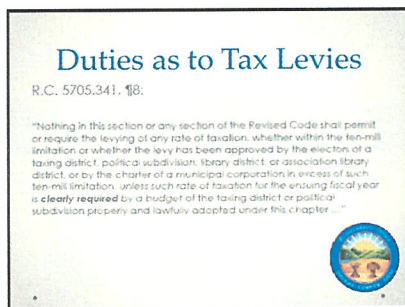 Duties as to Tax Levies
R.C. 5705.341, ¶8:
"Nothing in this section or any section of the Revised Code shall permit
or require the levying of any rate of taxation, whether within the ten-mill
limitation or whether the levy has been approved by the electors of a
taxing district, political subdivision, library district, or association library
district, or by the charter of a municipal corporation in excess of such
ten-mill limitation, unless such rate of taxation for the ensuing fiscal year
is clearly required by a budget of the taxing district or political
subdivision properly and lawfully adopted under this chapter ..."